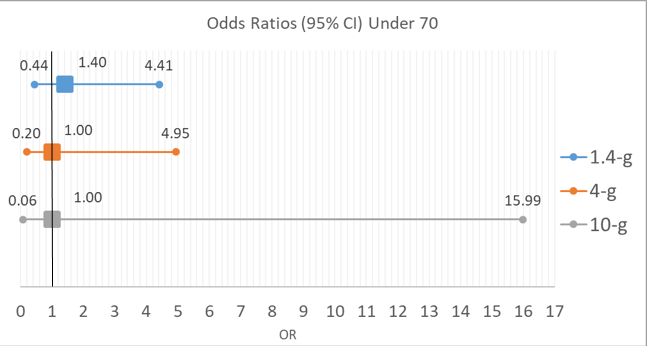 Odds Ratios (95% CI) Under 70
0.44 1.40 4.41
0.20 1.00 4.95
0.06 1.00 15.99
1.4-g
4-g
10-g
0 1 2 3 4 5 6 7 8 9 10 11 12 13 14 15 16 17
OR